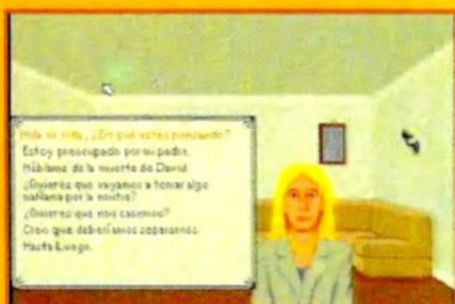 Hola mi vida, ¿En qué estás pensando?
Estoy preocupado por mi padre.
Háblame de la muerte de David
¿Quieres que vayamos a tomar algo
mañana por la noche?
¿Quieres que nos casemos?
Creo que deberíamos separarnos.
Hasta Luego.